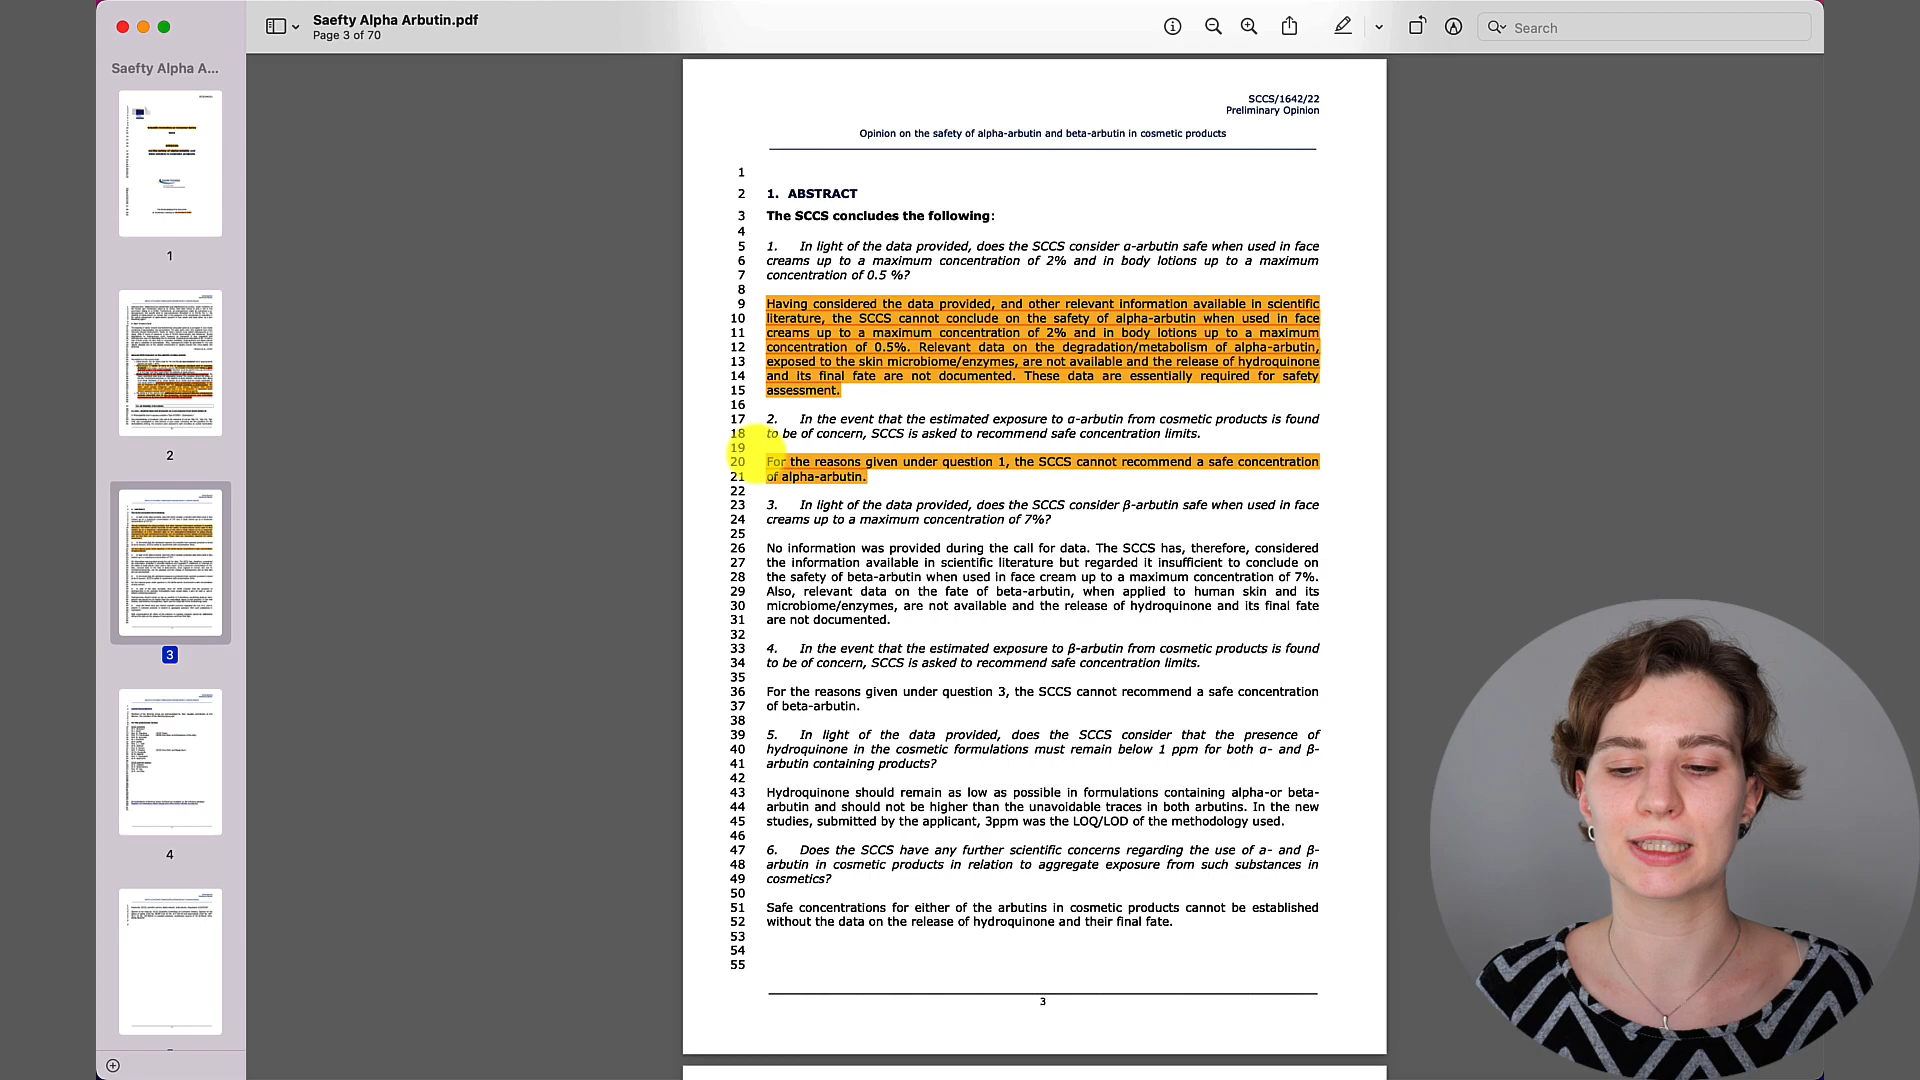 Saefty Alpha Arbutin.pdf
Page 3 of 70
Search
Saefty Alpha A...
1
2
3
4
SCCS/1642/22
Preliminary Opinion
Opinion on the safety of alpha-arbutin and beta-arbutin in cosmetic products
1
2 1. ABSTRACT
3 The SCCS concludes the following:
4
5 1. In light of the data provided, does the SCCS consider α-arbutin safe when used in face
6 creams up to a maximum concentration of 2% and in body lotions up to a maximum
7 concentration of 0.5 %?
8
9 Having considered the data provided, and other relevant information available in scientific
10 literature, the SCCS cannot conclude on the safety of alpha-arbutin when used in face
11 creams up to a maximum concentration of 2% and in body lotions up to a maximum
12 concentration of 0.5%. Relevant data on the degradation/metabolism of alpha-arbutin,
13 exposed to the skin microbiome/enzymes, are not available and the release of hydroquinone
14 and its final fate are not documented. These data are essentially required for safety
15 assessment.
16
17 2. In the event that the estimated exposure to α-arbutin from cosmetic products is found
18 to be of concern, SCCS is asked to recommend safe concentration limits.
19
20 For the reasons given under question 1, the SCCS cannot recommend a safe concentration
21 of alpha-arbutin.
22
23 3. In light of the data provided, does the SCCS consider β-arbutin safe when used in face
24 creams up to a maximum concentration of 7%?
25
26 No information was provided during the call for data. The SCCS has, therefore, considered
27 the information available in scientific literature but regarded it insufficient to conclude on
28 the safety of beta-arbutin when used in face cream up to a maximum concentration of 7%.
29 Also, relevant data on the fate of beta-arbutin, when applied to human skin and its
30 microbiome/enzymes, are not available and the release of hydroquinone and its final fate
31 are not documented.
32
33 4. In the event that the estimated exposure to β-arbutin from cosmetic products is found
34 to be of concern, SCCS is asked to recommend safe concentration limits.
35
36 For the reasons given under question 3, the SCCS cannot recommend a safe concentration
37 of beta-arbutin.
38
39 5. In light of the data provided, does the SCCS consider that the presence of
40 hydroquinone in the cosmetic formulations must remain below 1 ppm for both α- and β-
41 arbutin containing products?
42
43 Hydroquinone should remain as low as possible in formulations containing alpha-or beta-
44 arbutin and should not be higher than the unavoidable traces in both arbutins. In the new
45 studies, submitted by the applicant, 3ppm was the LOQ/LOD of the methodology used.
46
47 6. Does the SCCS have any further scientific concerns regarding the use of a- and β-
48 arbutin in cosmetic products in relation to aggregate exposure from such substances in
49 cosmetics?
50
51 Safe concentrations for either of the arbutins in cosmetic products cannot be established
52 without the data on the release of hydroquinone and their final fate.
53
54
55
3